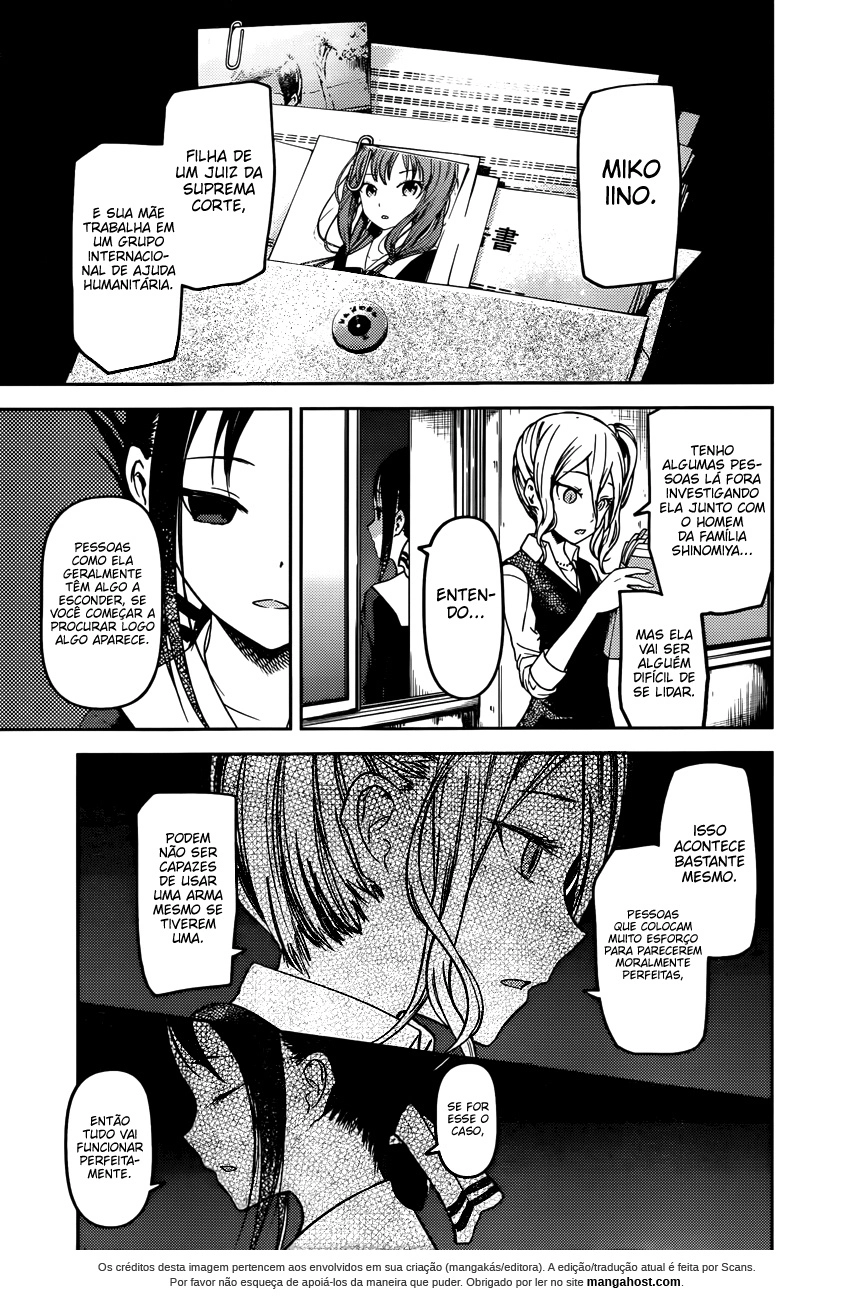 MIKO
IINO.
FILHA DE
UM JUIZ DA
SUPREMA
CORTE,
E SUA MÃE
TRABALHA EM
UM GRUPO
INTERNACIO-
NAL DE AJUDA
HUMANITÁRIA.
書
TENHO
ALGUMAS PES-
SOAS LÁ FORA
INVESTIGANDO
ELA JUNTO COM
O HOMEM
DA FAMÍLIA
SHINOMIYA...
MAS ELA
VAI SER
ALGUÉM
DIFÍCIL DE
SE LIDAR.
ENTEN-
DO...
PESSOAS
COMO ELA
GERALMENTE
TÊM ALGO A
ESCONDER, SE
VOCÊ COMEÇAR A
PROCURAR LOGO
ALGO APARECE.
ISSO
ACONTECE
BASTANTE
MESMO.
PESSOAS
QUE COLOCAM
MUITO ESFORÇO
PARA PARECEREM
MORALMENTE
PERFEITAS,
PODEM
NÃO SER
CAPAZES
DE USAR
UMA ARMA
MESMO SE
TIVEREM
UMA.
SE FOR
ESSE O
CASO,
ENTÃO
TUDO VAI
FUNCIONAR
PERFEITA-
MENTE.
Os créditos desta imagem pertencem aos envolvidos em sua criação (mangakás/editora). A edição/tradução atual é feita por Scans.
Por favor não esqueça de apoiá-los da maneira que puder. Obrigado por ler no site mangahost.com.